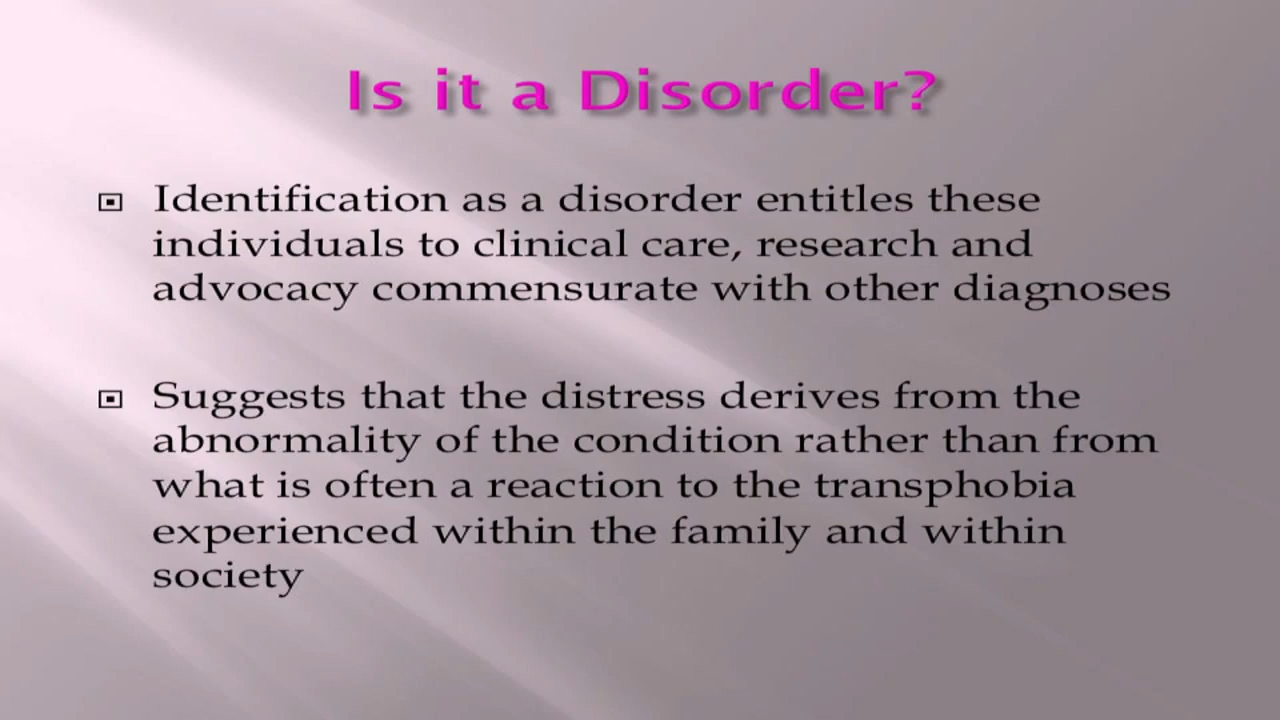 Is it a Disorder?
Identification as a disorder entitles these
individuals to clinical care, research and
advocacy commensurate with other diagnoses
Suggests that the distress derives from the
abnormality of the condition rather than from
what is often a reaction to the transphobia
experienced within the family and within
society